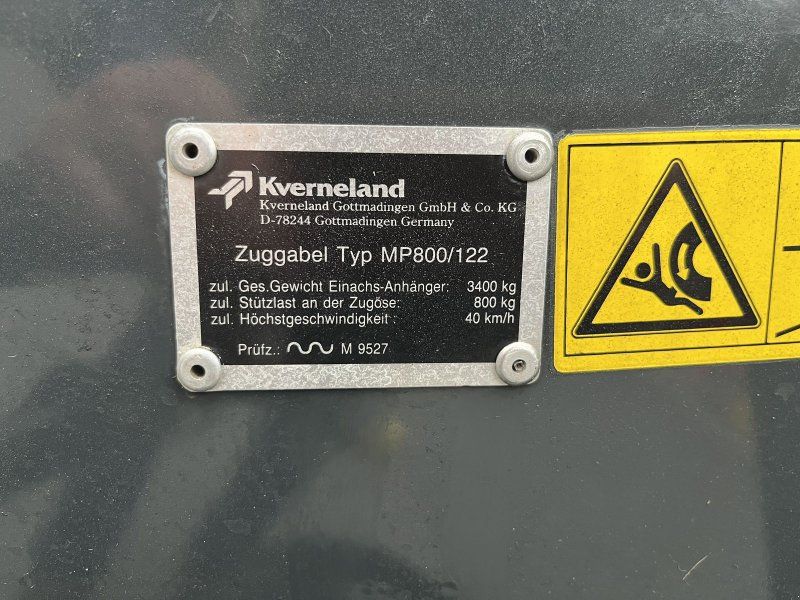 Kverneland
Kverneland Gottmadingen GmbH & Co. KG
D-78244 Gottmadingen Germany
Zuggabel Typ MP800/122
zul. Ges.Gewicht Einachs-Anhänger: 3400 kg
zul. Stützlast an der Zugöse: 800 kg
zul. Höchstgeschwindigkeit : 40 km/h
Prüfz.: M 9527